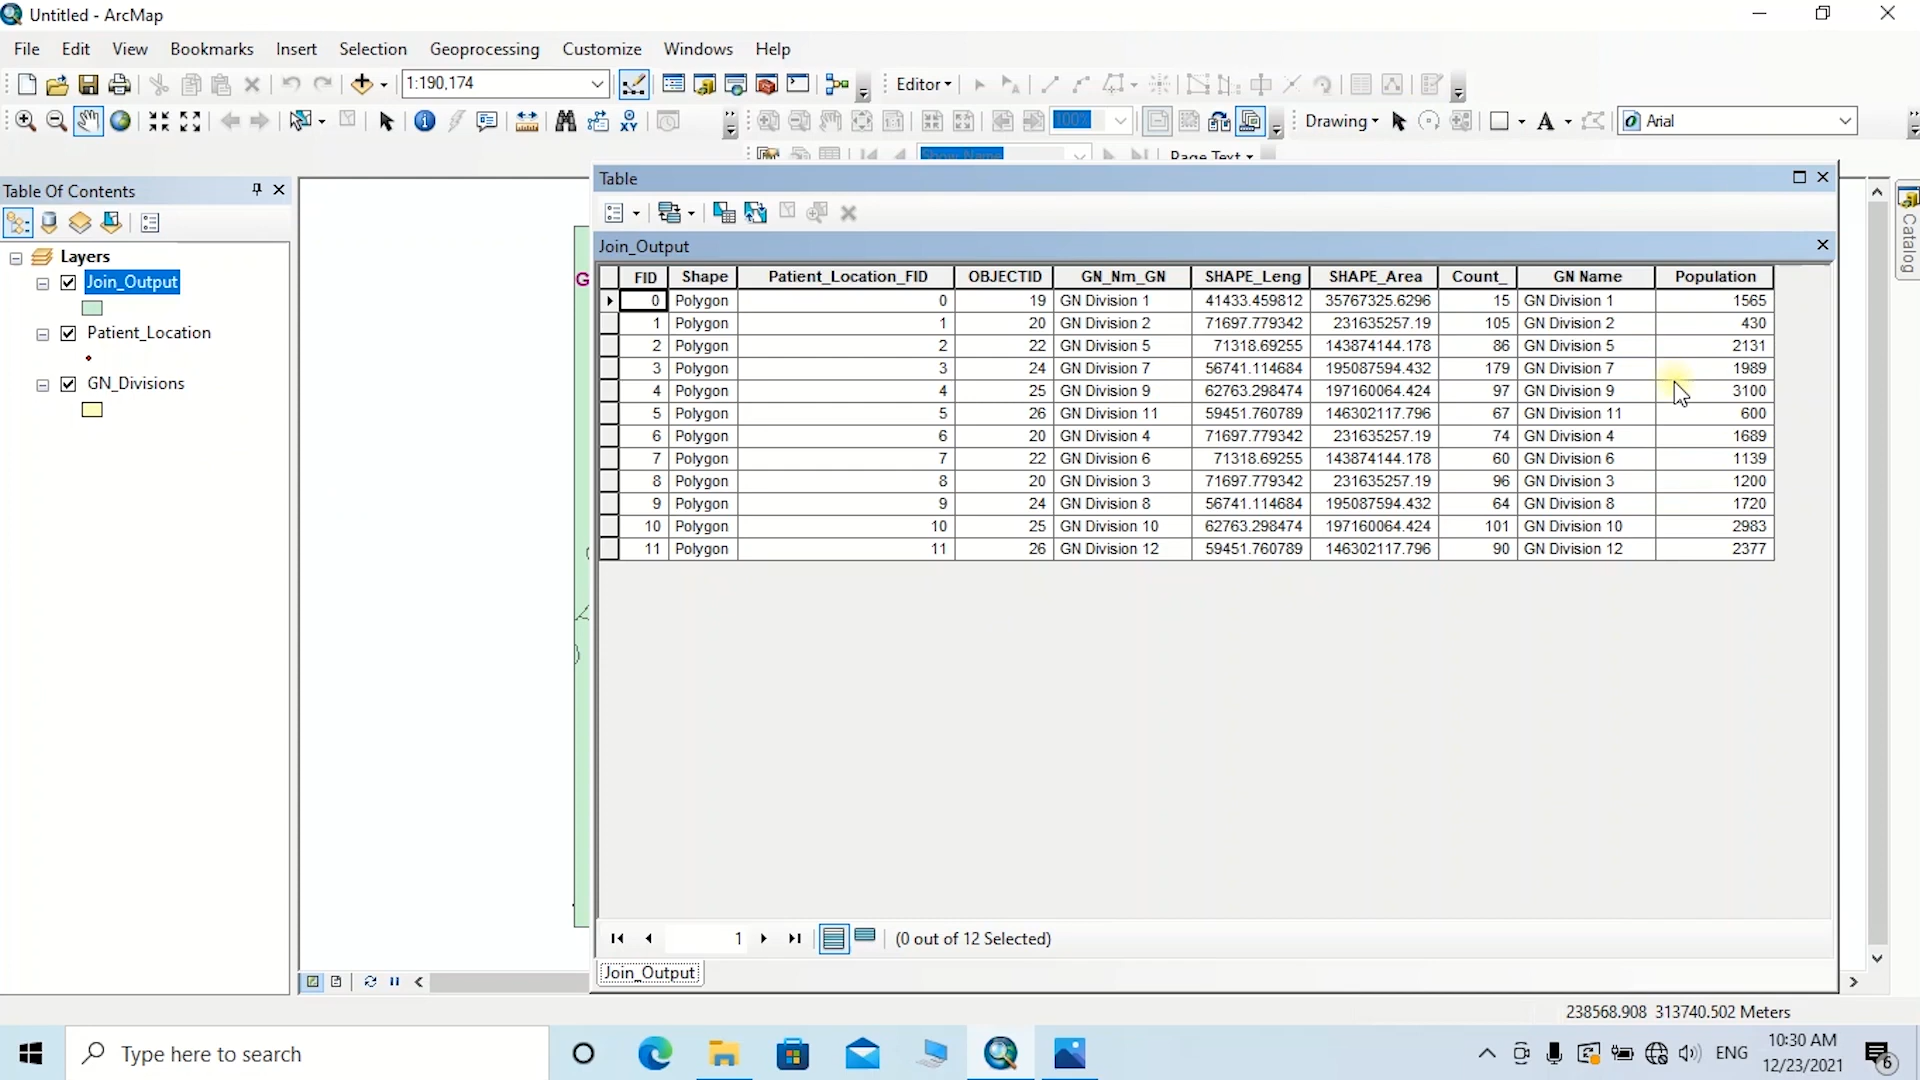 Untitled - ArcMap
File Edit View Bookmarks Insert Selection Geoprocessing Customize Windows Help
1:190,174 Editor
100% Drawing Arial
Show Name Page Text
Table Of Contents
Layers
Join_Output
Patient_Location
GN_Divisions
G
Table
Join_Output
FID Shape Patient_Location_FID OBJECTID GN_Nm_GN SHAPE_Leng SHAPE_Area Count_ GN Name Population
0 Polygon 0 19 GN Division 1 41433.459812 35767325.6296 15 GN Division 1 1565
1 Polygon 1 20 GN Division 2 71697.779342 231635257.19 105 GN Division 2 430
2 Polygon 2 22 GN Division 5 71318.69255 143874144.178 86 GN Division 5 2131
3 Polygon 3 24 GN Division 7 56741.114684 195087594.432 179 GN Division 7 1989
4 Polygon 4 25 GN Division 9 62763.298474 197160064.424 97 GN Division 9 3100
5 Polygon 5 26 GN Division 11 59451.760789 146302117.796 67 GN Division 11 600
6 Polygon 6 20 GN Division 4 71697.779342 231635257.19 74 GN Division 4 1689
7 Polygon 7 22 GN Division 6 71318.69255 143874144.178 60 GN Division 6 1139
8 Polygon 8 20 GN Division 3 71697.779342 231635257.19 96 GN Division 3 1200
9 Polygon 9 24 GN Division 8 56741.114684 195087594.432 64 GN Division 8 1720
10 Polygon 10 25 GN Division 10 62763.298474 197160064.424 101 GN Division 10 2983
11 Polygon 11 26 GN Division 12 59451.760789 146302117.796 90 GN Division 12 2377
1 (0 out of 12 Selected)
Join_Output
Catalog
238568.908 313740.502 Meters
Type here to search
ENG
10:30 AM
12/23/2021
6